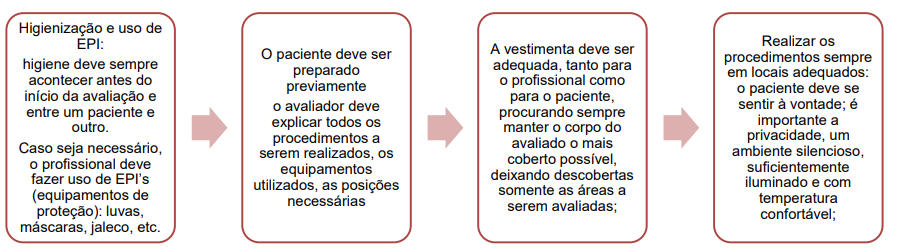 Higienização e uso de
EPI:
higiene deve sempre
acontecer antes do
início da avaliação e
entre um paciente e
outro.
Caso seja necessário,
o profissional deve
fazer uso de EPI's
(equipamentos de
proteção): luvas,
máscaras, jaleco, etc.
O paciente deve ser
preparado
previamente
o avaliador deve
explicar todos os
procedimentos a
serem realizados, os
equipamentos
utilizados, as posições
necessárias
A vestimenta deve ser
adequada, tanto para
o profissional como
para o paciente,
procurando sempre
manter o corpo do
avaliado o mais
coberto possível,
deixando descobertas
somente as áreas a
serem avaliadas;
Realizar os
procedimentos sempre
em locais adequados:
o paciente deve se
sentir à vontade; é
importante a
privacidade, um
ambiente silencioso,
suficientemente
iluminado e com
temperatura
confortável;